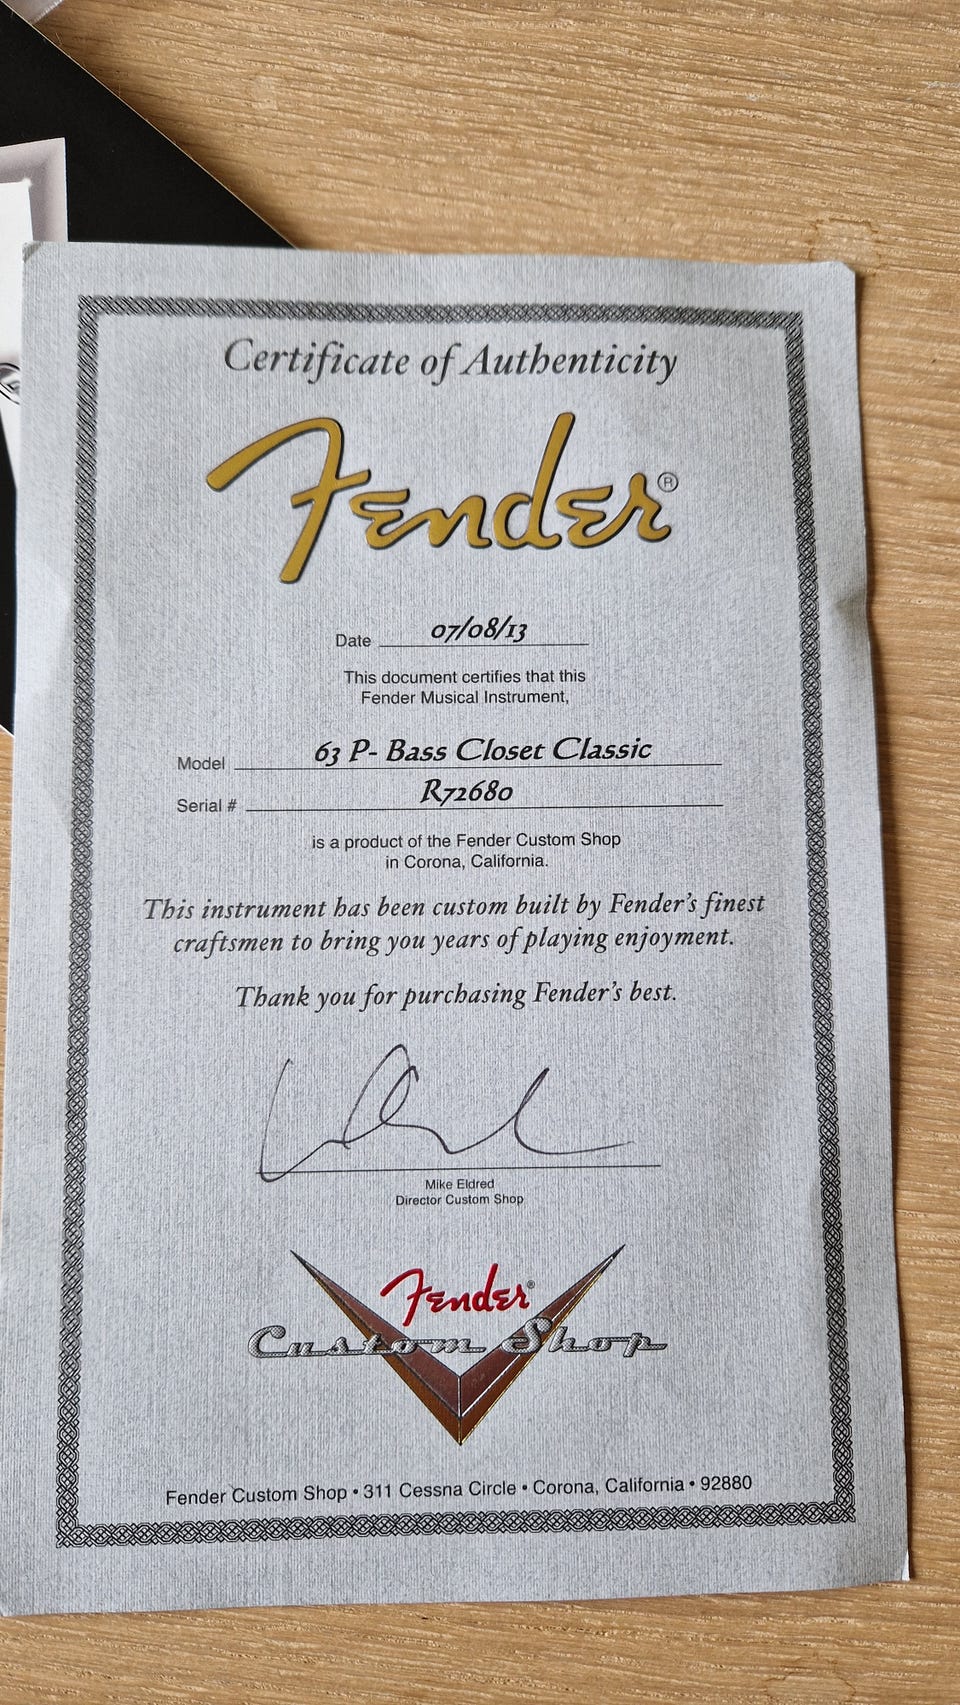 Certificate of Authenticity
Fender®
Date 07/08/13
This document certifies that this
Fender Musical Instrument,
Model 63 P- Bass Closet Classic
Serial # R72680
is a product of the Fender Custom Shop
in Corona, California.
This instrument has been custom built by Fender's finest
craftsmen to bring you years of playing enjoyment.
Thank you for purchasing Fender's best.
Mike Eldred
Director Custom Shop
Fender®
Custom Shop
Fender Custom Shop • 311 Cessna Circle • Corona, California • 92880